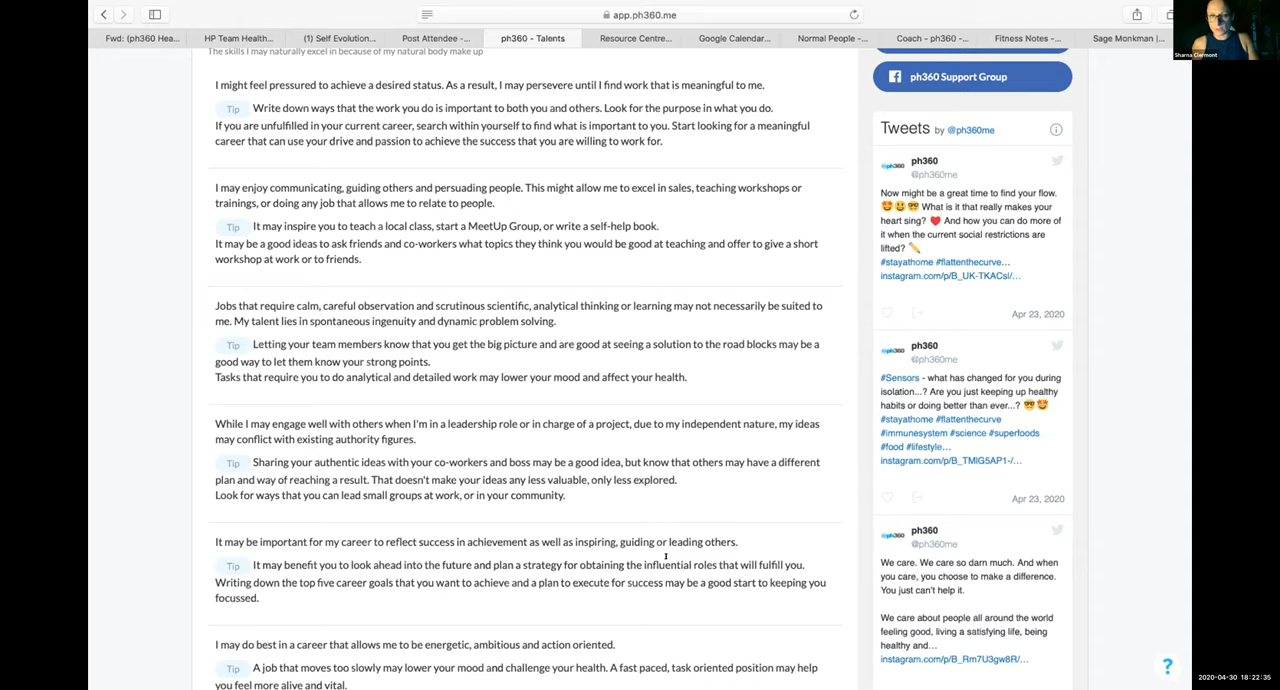 app.ph360.me
Fwd: (ph360 Hea...
HP Team Health...
(1) Self Evolution...
Post Attendee -...
ph360 - Talents
Resource Centre...
Google Calendar...
Normal People -...
Coach - ph360 -...
Fitness Notes -...
Sage Monkman |...
Sharna Clermont
The skills I may naturally excel in because of my natural body make up
I might feel pressured to achieve a desired status. As a result, I may persevere until I find work that is meaningful to me.
Tip Write down ways that the work you do is important to both you and others. Look for the purpose in what you do.
If you are unfulfilled in your current career, search within yourself to find what is important to you. Start looking for a meaningful
career that can use your drive and passion to achieve the success that you are willing to work for.
I may enjoy communicating, guiding others and persuading people. This might allow me to excel in sales, teaching workshops or
trainings, or doing any job that allows me to relate to people.
Tip It may inspire you to teach a local class, start a MeetUp Group, or write a self-help book.
It may be a good ideas to ask friends and co-workers what topics they think you would be good at teaching and offer to give a short
workshop at work or to friends.
Jobs that require calm, careful observation and scrutinous scientific, analytical thinking or learning may not necessarily be suited to
me. My talent lies in spontaneous ingenuity and dynamic problem solving.
Tip Letting your team members know that you get the big picture and are good at seeing a solution to the road blocks may be a
good way to let them know your strong points.
Tasks that require you to do analytical and detailed work may lower your mood and affect your health.
While I may engage well with others when I'm in a leadership role or in charge of a project, due to my independent nature, my ideas
may conflict with existing authority figures.
Tip Sharing your authentic ideas with your co-workers and boss may be a good idea, but know that others may have a different
plan and way of reaching a result. That doesn't make your ideas any less valuable, only less explored.
Look for ways that you can lead small groups at work, or in your community.
It may be important for my career to reflect success in achievement as well as inspiring, guiding or leading others.
Tip It may benefit you to look ahead into the future and plan a strategy for obtaining the influential roles that will fulfill you.
Writing down the top five career goals that you want to achieve and a plan to execute for success may be a good start to keeping you
focussed.
I may do best in a career that allows me to be energetic, ambitious and action oriented.
Tip A job that moves too slowly may lower your mood and challenge your health. A fast paced, task oriented position may help
you feel more alive and vital.
ph360 Support Group
Tweets by @ph360me
ph360
@ph360me
Now might be a great time to find your flow.
What is it that really makes your
heart sing? And how you can do more of
it when the current social restrictions are
lifted?
#stayathome #flattenthecurve...
instagram.com/p/B_UK-TKACsl/...
Apr 23, 2020
ph360
@ph360me
#Sensors - what has changed for you during
isolation...? Are you just keeping up healthy
habits or doing better than ever...?
#stayathome #flattenthecurve
#immunesystem #science #superfoods
#food #lifestyle...
instagram.com/p/B_TMIG5AP1-/...
Apr 23, 2020
ph360
@ph360me
We care. We care so darn much. And when
you care, you choose to make a difference.
You just can't help it.
We care about people all around the world
feeling good, living a satisfying life, being
healthy and...
instagram.com/p/B_Rm7U3gw8R/...
?
2020-04-30 18:22:35